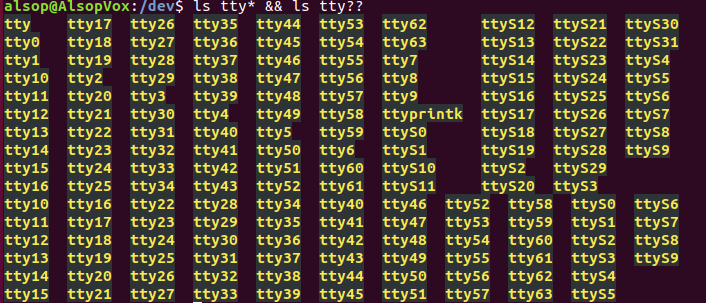 alsop@AlsopVox:/dev$ ls tty* && ls tty??
tty tty17 tty26 tty35 tty44 tty53 tty62 ttyS12 ttyS21 ttyS30
tty0 tty18 tty27 tty36 tty45 tty54 tty63 ttyS13 ttyS22 ttyS31
tty1 tty19 tty28 tty37 tty46 tty55 tty7 ttyS14 ttyS23 ttyS4
tty10 tty2 tty29 tty38 tty47 tty56 tty8 ttyS15 ttyS24 ttyS5
tty11 tty20 tty3 tty39 tty48 tty57 tty9 ttyS16 ttyS25 ttyS6
tty12 tty21 tty30 tty4 tty49 tty58 ttyprintk ttyS17 ttyS26 ttyS7
tty13 tty22 tty31 tty40 tty5 tty59 ttyS0 ttyS18 ttyS27 ttyS8
tty14 tty23 tty32 tty41 tty50 tty6 ttyS1 ttyS19 ttyS28 ttyS9
tty15 tty24 tty33 tty42 tty51 tty60 ttyS10 ttyS2 ttyS29
tty16 tty25 tty34 tty43 tty52 tty61 ttyS11 ttyS20 ttyS3
tty10 tty16 tty22 tty28 tty34 tty40 tty46 tty52 tty58 ttyS0 ttyS6
tty11 tty17 tty23 tty29 tty35 tty41 tty47 tty53 tty59 ttyS1 ttyS7
tty12 tty18 tty24 tty30 tty36 tty42 tty48 tty54 tty60 ttyS2 ttyS8
tty13 tty19 tty25 tty31 tty37 tty43 tty49 tty55 tty61 ttyS3 ttyS9
tty14 tty20 tty26 tty32 tty38 tty44 tty50 tty56 tty62 ttyS4
tty15 tty21 tty27 tty33 tty39 tty45 tty51 tty57 tty63 ttyS5